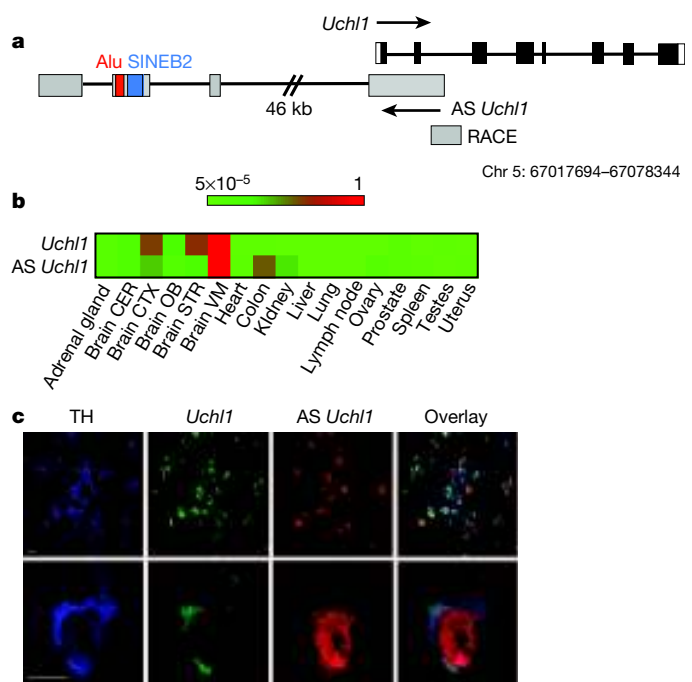 a
Uchl1
Alu SINEB2
46 kb
AS Uchl1
RACE
Chr 5: 67017694–67078344
b
5×10⁻⁵ 1
Uchl1
AS Uchl1
Adrenal gland
Brain CER
Brain CTX
Brain OB
Brain STR
Brain VM
Heart
Colon
Kidney
Liver
Lung
Lymph node
Ovary
Prostate
Spleen
Testes
Uterus
c
TH Uchl1 AS Uchl1 Overlay